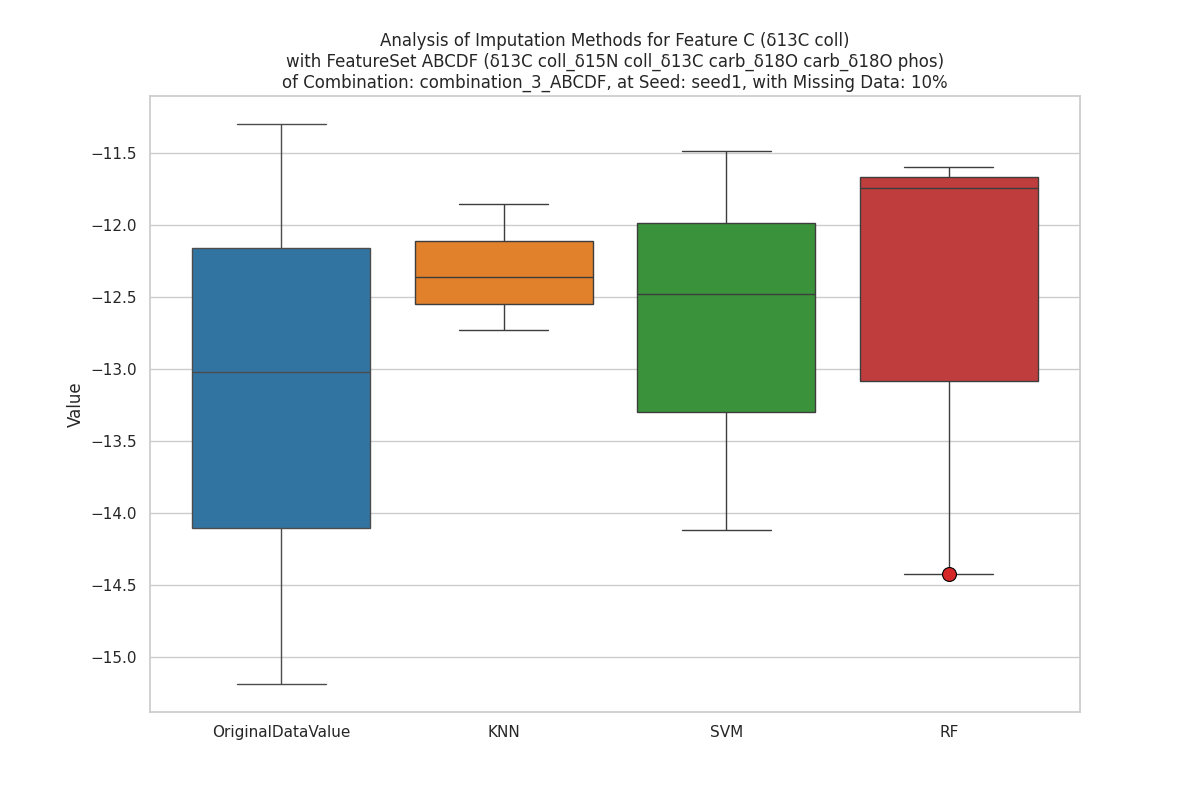 Analysis of Imputation Methods for Feature C (δ13C coll)
with FeatureSet ABCDF (δ13C coll_δ15N coll_δ13C carb_δ18O carb_δ18O phos)
of Combination: combination_3_ABCDF, at Seed: seed1, with Missing Data: 10%
Value
−11.5
−12.0
−12.5
−13.0
−13.5
−14.0
−14.5
−15.0
OriginalDataValue
KNN
SVM
RF